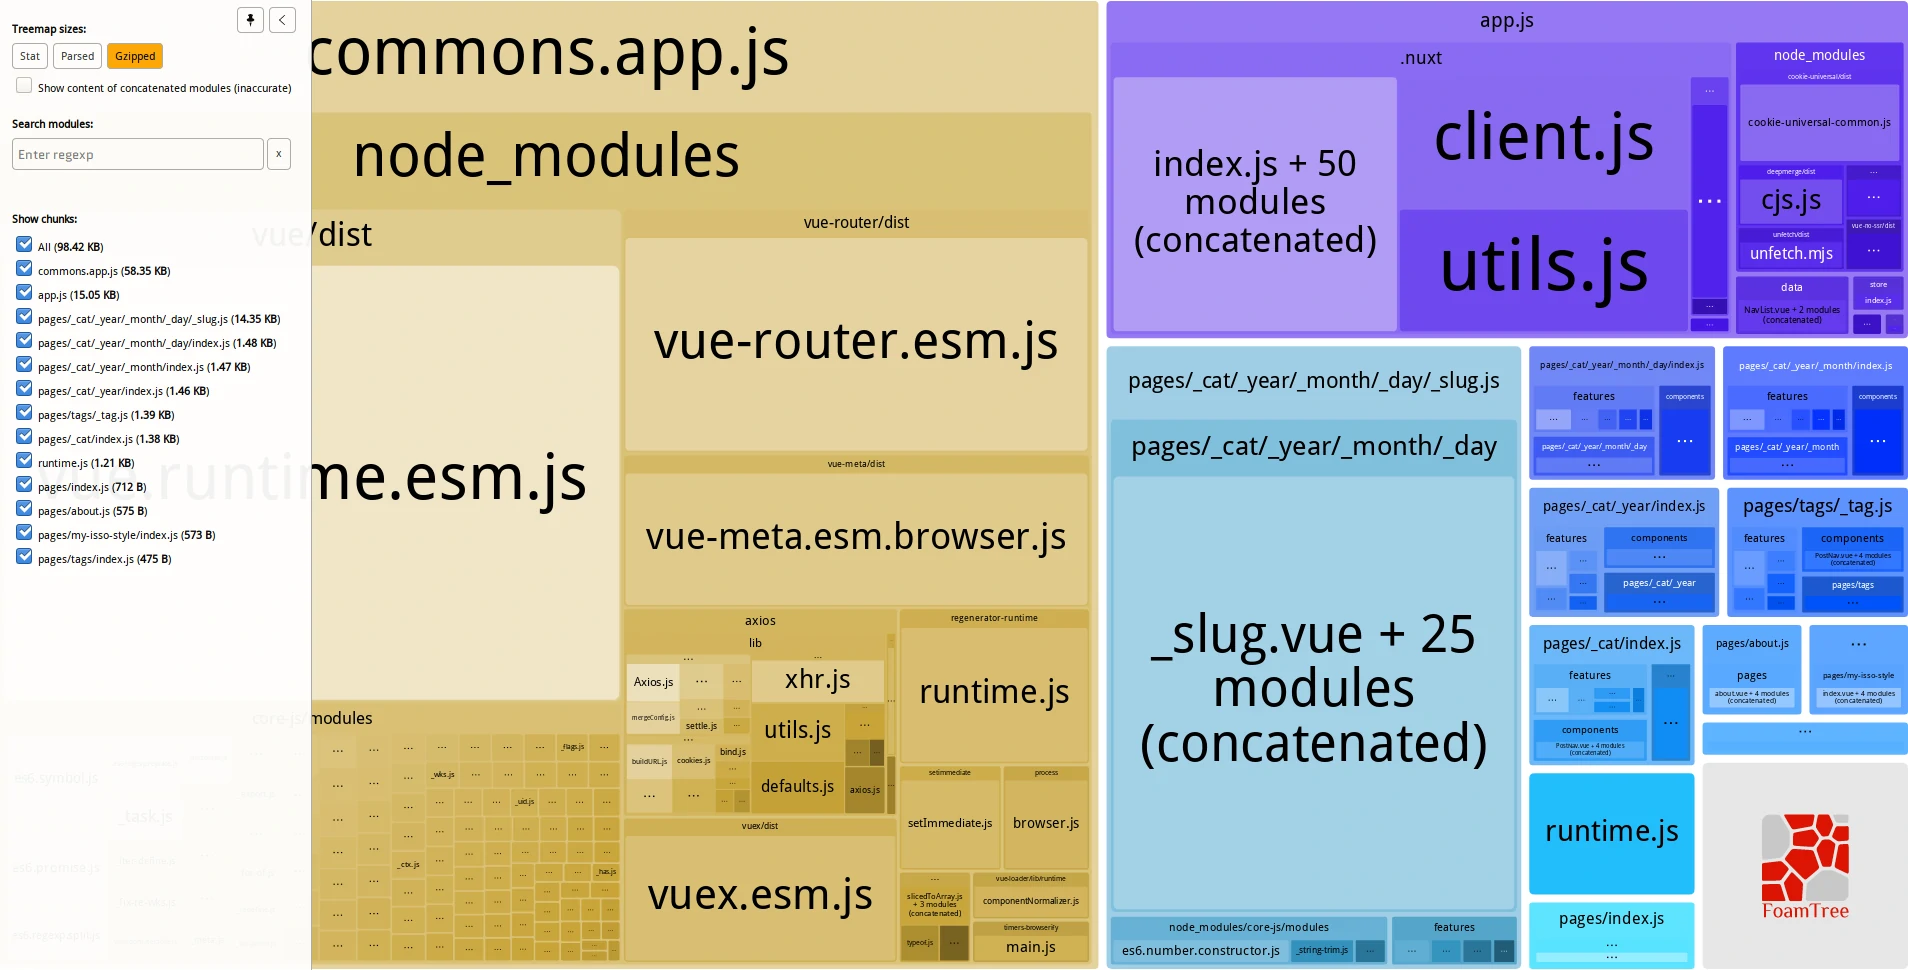 Treemap sizes:
Stat
Parsed
Gzipped
Show content of concatenated modules (inaccurate)
Search modules:
Enter regexp
x
Show chunks:
All (98.42 KB)
commons.app.js (58.35 KB)
app.js (15.05 KB)
pages/_cat/_year/_month/_day/_slug.js (14.35 KB)
pages/_cat/_year/_month/_day/index.js (1.48 KB)
pages/_cat/_year/_month/index.js (1.47 KB)
pages/_cat/_year/index.js (1.46 KB)
pages/tags/_tag.js (1.39 KB)
pages/_cat/index.js (1.38 KB)
runtime.js (1.21 KB)
pages/index.js (712 B)
pages/about.js (575 B)
pages/my-isso-style/index.js (573 B)
pages/tags/index.js (475 B)
commons.app.js
node_modules
vue/dist
vue.runtime.esm.js
core-js/modules
es6.symbol.js
_task.js
es6.promise.js
_flags.js
_wks.js
_uid.js
_ctx.js
_has.js
vue-router/dist
vue-router.esm.js
vue-meta/dist
vue-meta.esm.browser.js
axios
lib
...
Axios.js
...
...
mergeConfig.js
...
...
settle.js
...
...
buildURL.js
cookies.js
bind.js
...
...
xhr.js
utils.js
defaults.js
...
axios.js
regenerator-runtime
runtime.js
setimmediate
setImmediate.js
process
browser.js
vuex/dist
vuex.esm.js
...
slicedToArray.js
+ 3 modules
(concatenated)
typeof.js
...
vue-loader/lib/runtime
componentNormalizer.js
timers-browserify
main.js
app.js
.nuxt
index.js + 50
modules
(concatenated)
client.js
utils.js
...
...
...
...
node_modules
cookie-universal/dist
cookie-universal-common.js
deepmerge/dist
cjs.js
...
...
unfetch/dist
unfetch.mjs
vue-no-ssr/dist
...
data
NavList.vue + 2 modules
(concatenated)
store
index.js
...
pages/_cat/_year/_month/_day/_slug.js
pages/_cat/_year/_month/_day
_slug.vue + 25
modules
(concatenated)
node_modules/core-js/modules
es6.number.constructor.js
_string-trim.js
...
features
...
...
...
...
pages/_cat/_year/_month/_day/index.js
features
components
...
pages/_cat/_year/_month/_day
...
pages/_cat/_year/_month/index.js
features
components
...
pages/_cat/_year/_month
...
pages/_cat/_year/index.js
features
components
...
pages/_cat/_year
...
pages/tags/_tag.js
features
components
PostNav.vue + 4 modules
(concatenated)
pages/tags
...
pages/_cat/index.js
features
...
components
PostNav.vue + 4 modules
(concatenated)
...
pages/about.js
pages
about.vue + 4 modules
(concatenated)
...
pages/my-isso-style
index.vue + 4 modules
(concatenated)
...
runtime.js
pages/index.js
...
...
FoamTree